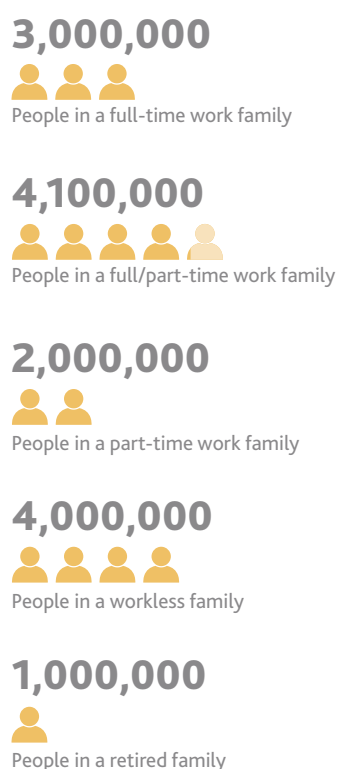 3,000,000
People in a full-time work family
4,100,000
People in a full/part-time work family
2,000,000
People in a part-time work family
4,000,000
People in a workless family
1,000,000
People in a retired family